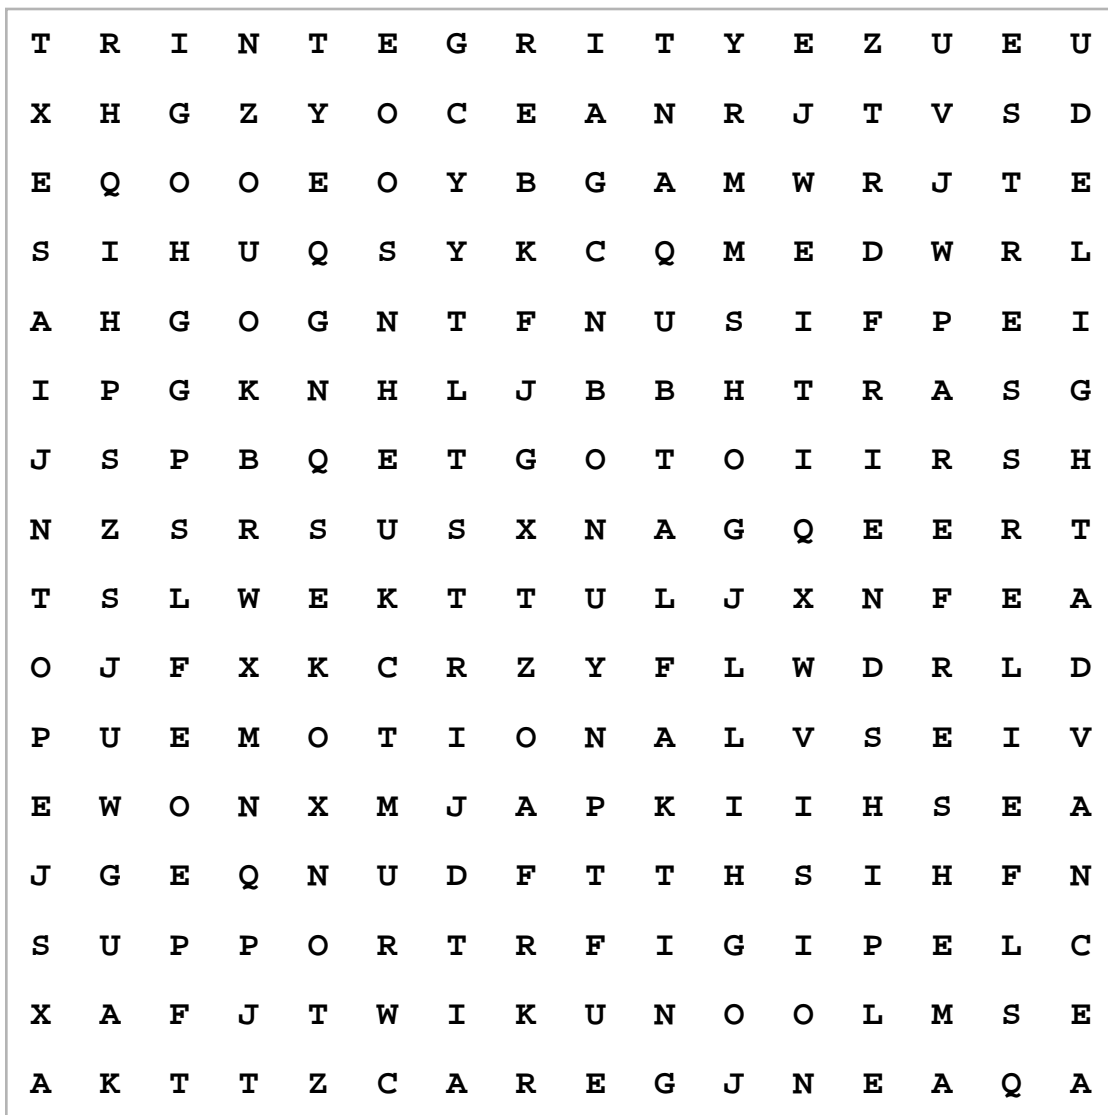 T R I N T E G R I T Y E Z U E U
X H G Z Y O C E A N R J T V S D
E Q O O E O Y B G A M W R J T E
S I H U Q S Y K C Q M E D W R L
A H G O G N T F N U S I F P E I
I P G K N H L J B B H T R A S G
J S P B Q E T G O T O I I R S H
N Z S R S U S X N A G Q E E R T
T S L W E K T T U L J X N F E A
O J F X K C R Z Y F L W D R L D
P U E M O T I O N A L V S E I V
E W O N X M J A P K I I H S E A
J G E Q N U D F T T H S I H F N
S U P P O R T R F I G I P E L C
X A F J T W I K U N O O L M S E
A K T T Z C A R E G J N E A Q A